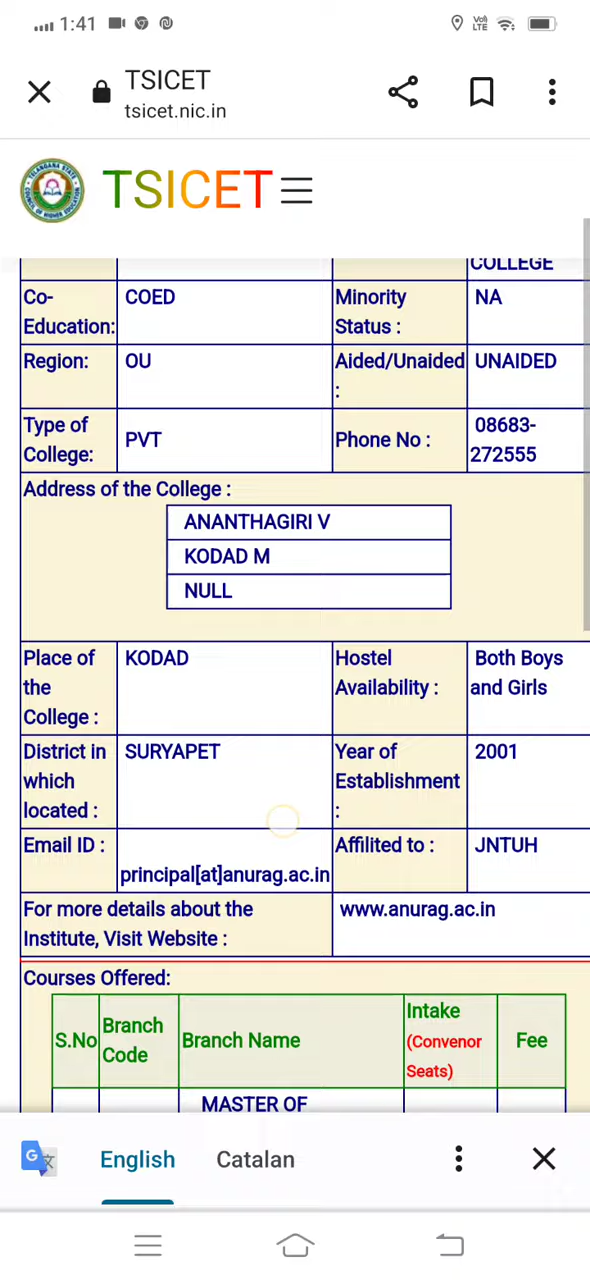 1:41 Vo) LTE
TSICET
tsicet.nic.in
TSICET
COLLEGE
Co-
Education:
COED
Minority
Status :
NA
Region:
OU
Aided/Unaided
:
UNAIDED
Type of
College:
PVT
Phone No :
08683-
272555
Address of the College :
ANANTHAGIRI V
KODAD M
NULL
Place of
the
College :
KODAD
Hostel
Availability :
Both Boys
and Girls
District in
which
located :
SURYAPET
Year of
Establishment
:
2001
Email ID :
principal[at]anurag.ac.in
Affilited to :
JNTUH
For more details about the
Institute, Visit Website :
www.anurag.ac.in
Courses Offered:
S.No
Branch
Code
Branch Name
Intake
(Convenor
Seats)
Fee
MASTER OF
G 文
English Catalan